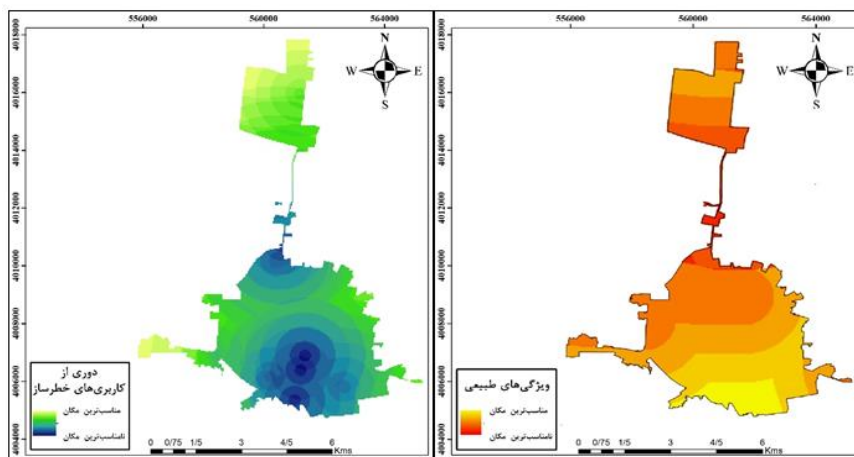 556000 560000 564000
556000 560000 564000
4018000
4016000
4014000
4012000
4010000
4008000
4006000
4004000
N
W E
S
دوری از
کاربری‌های خطرساز
مناسب‌ترین مکان
نامناسب‌ترین مکان
0 0/75 1/5 3 4/5 6
Kms
4018000
4016000
4014000
4012000
4010000
4008000
4006000
4004000
N
W E
S
ویژگی‌های طبیعی
مناسب‌ترین مکان
نامناسب‌ترین مکان
0 0/75 1/5 3 4/5 6
Kms